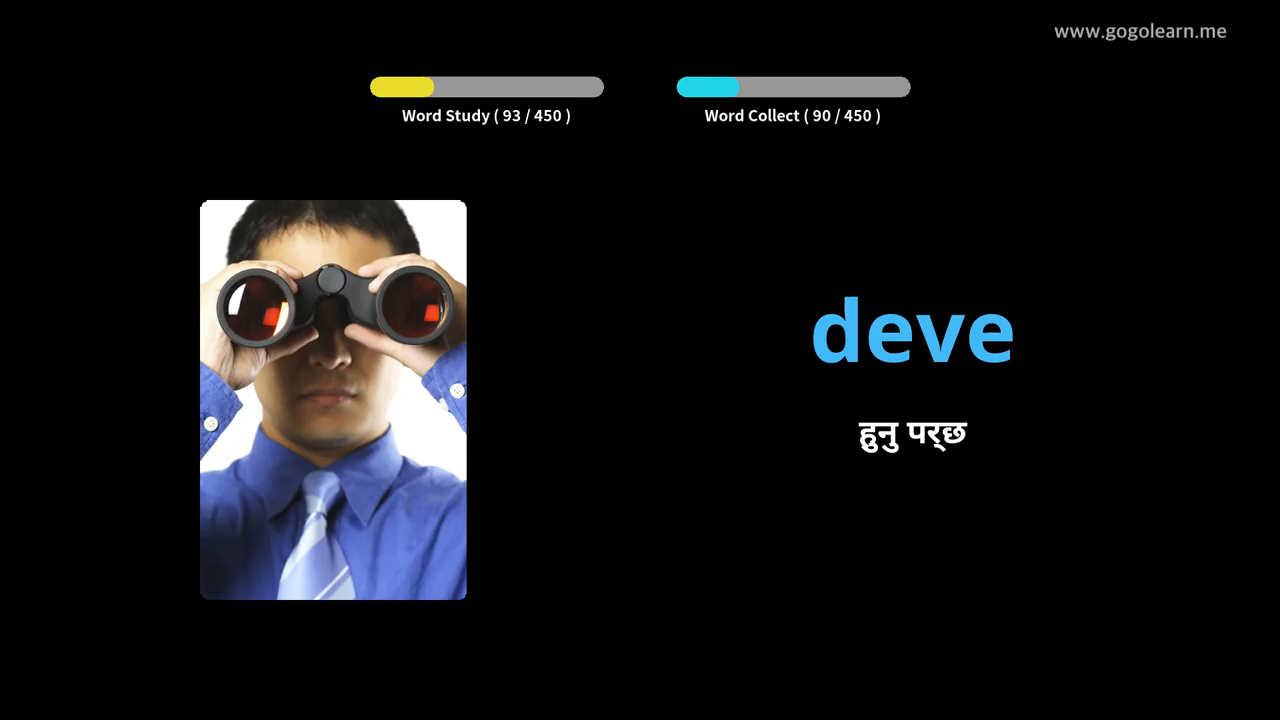 www.gogolearn.me
Word Study ( 93 / 450 )
Word Collect ( 90 / 450 )
deve
हुनु पर्छ